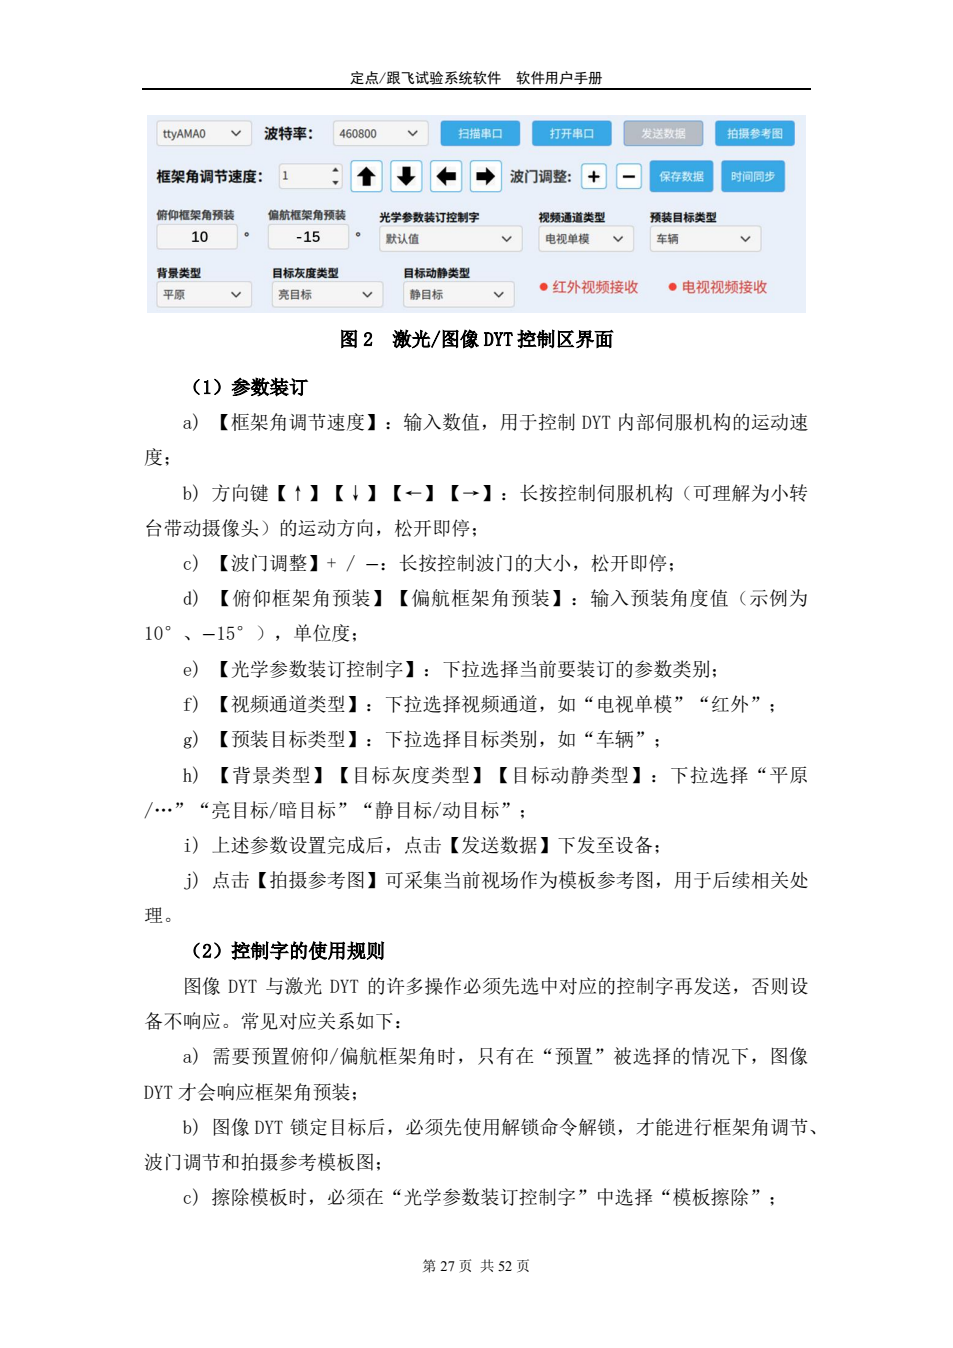 定点/跟飞试验系统软件 软件用户手册
ttyAMA0 波特率： 460800 扫描串口 打开串口 发送数据 拍摄参考图
框架角调节速度： 1 波门调整： + − 保存数据 时间同步
俯仰框架角预装 偏航框架角预装 光学参数装订控制字 视频通道类型 预装目标类型
10 ° -15 ° 默认值 电视单模 车辆
背景类型 目标灰度类型 目标动静类型
平原 亮目标 静目标 ●红外视频接收 ●电视视频接收
图 2 激光/图像 DYT 控制区界面
（1）参数装订
a) 【框架角调节速度】：输入数值，用于控制 DYT 内部伺服机构的运动速
度；
b) 方向键【↑】【↓】【←】【→】：长按控制伺服机构（可理解为小转
台带动摄像头）的运动方向，松开即停；
c) 【波门调整】+ / −：长按控制波门的大小，松开即停；
d) 【俯仰框架角预装】【偏航框架角预装】：输入预装角度值（示例为
10°、−15°），单位度；
e) 【光学参数装订控制字】：下拉选择当前要装订的参数类别；
f) 【视频通道类型】：下拉选择视频通道，如“电视单模”“红外”；
g) 【预装目标类型】：下拉选择目标类别，如“车辆”；
h) 【背景类型】【目标灰度类型】【目标动静类型】：下拉选择“平原
/…”“亮目标/暗目标”“静目标/动目标”；
i) 上述参数设置完成后，点击【发送数据】下发至设备；
j) 点击【拍摄参考图】可采集当前视场作为模板参考图，用于后续相关处
理。
（2）控制字的使用规则
图像 DYT 与激光 DYT 的许多操作必须先选中对应的控制字再发送，否则设
备不响应。常见对应关系如下：
a) 需要预置俯仰/偏航框架角时，只有在“预置”被选择的情况下，图像
DYT 才会响应框架角预装；
b) 图像 DYT 锁定目标后，必须先使用解锁命令解锁，才能进行框架角调节、
波门调节和拍摄参考模板图；
c) 擦除模板时，必须在“光学参数装订控制字”中选择“模板擦除”；
第 27 页 共 52 页